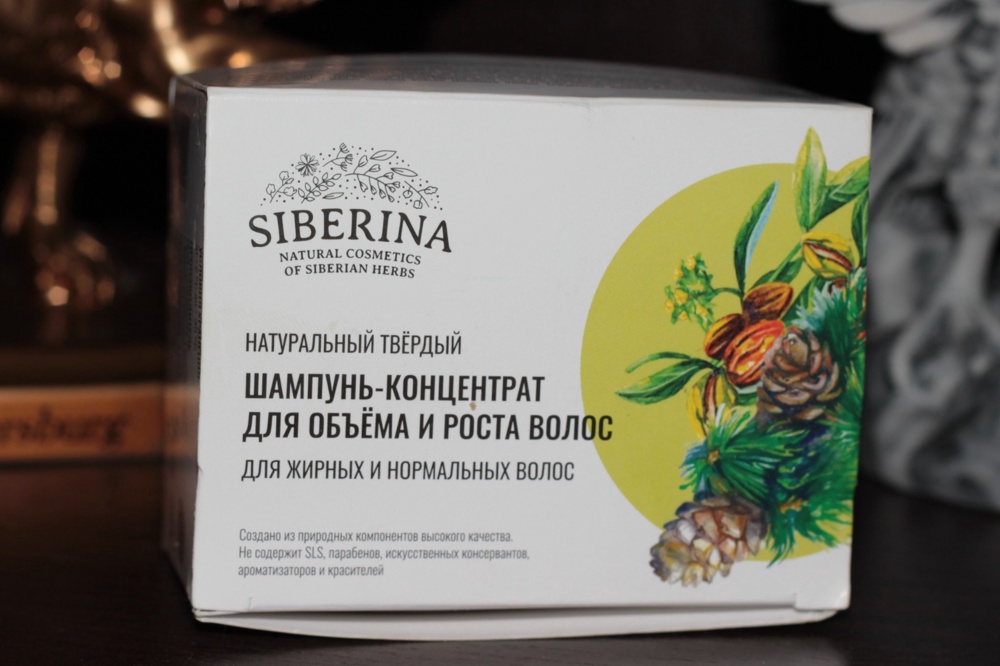 SIBERINA
NATURAL COSMETICS
OF SIBERIAN HERBS
НАТУРАЛЬНЫЙ ТВЁРДЫЙ
ШАМПУНЬ-КОНЦЕНТРАТ
ДЛЯ ОБЪЁМА И РОСТА ВОЛОС
ДЛЯ ЖИРНЫХ И НОРМАЛЬНЫХ ВОЛОС
Создано из природных компонентов высокого качества.
Не содержит SLS, парабенов, искусственных консервантов,
ароматизаторов и красителей